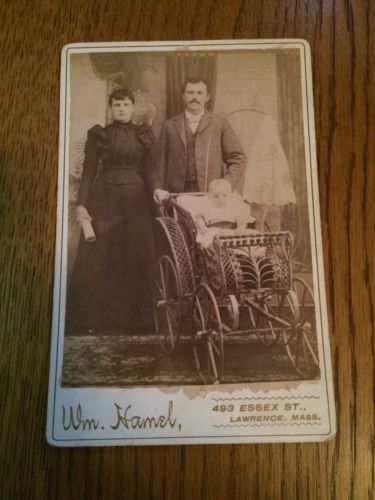 Wm. Hamel,
493 ESSEX ST.,
LAWRENCE, MASS.